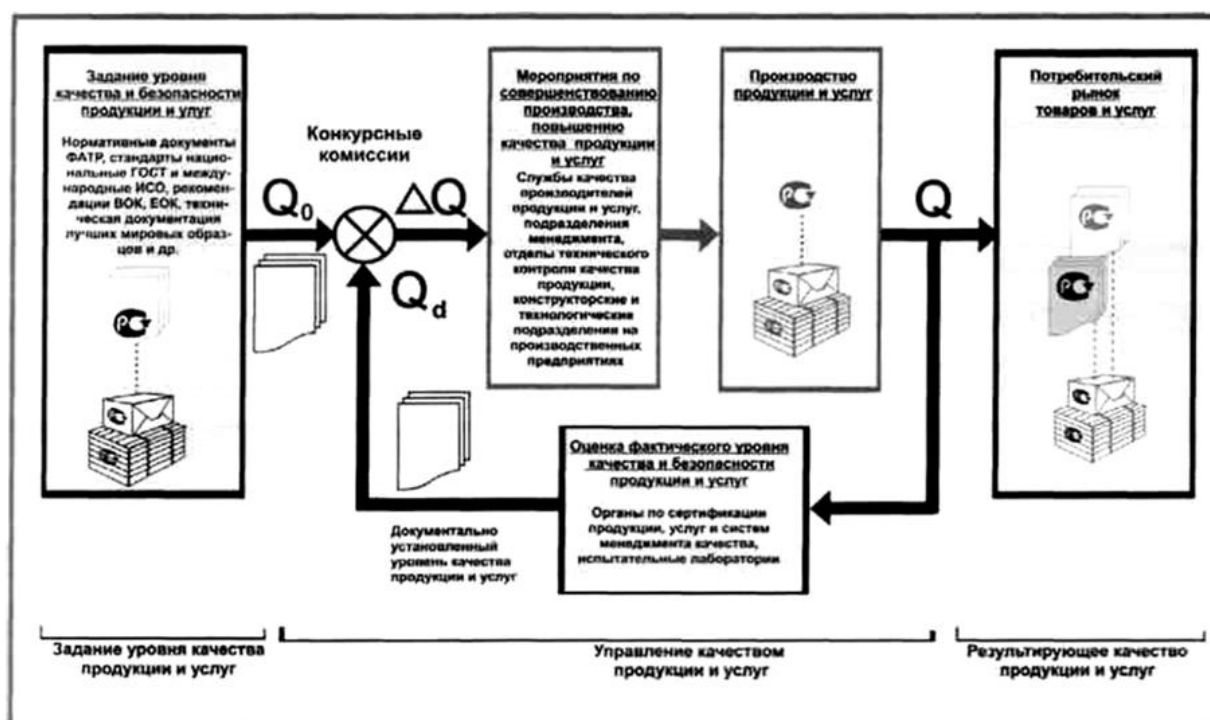 Задание уровня
качества и безопасности
продукции и улуг
Нормативные документы
ФАТР, стандарты нацио-
нальные ГОСТ и между-
народные ИСО, рекомен-
дации ВОК, ЕОК, техни-
ческая документация
лучших мировых образ-
цов и др.
Q₀
Конкурсные
комиссии
△Q
Qd
Мероприятия по
совершенствованию
производства,
повышению
качества продукции
и услуг
Службы качества
производителей
продукции и услуг,
подразделения
менеджмента,
отделы технического
контроля качества
продукции,
конструкторские и
технологические
подразделения на
производственных
предприятиях
Производство
продукции и услуг
Q
Потребительский
рынок
товаров и услуг
Оценка фактического уровня
качества и безопасности
продукции и услуг
Органы по сертификации
продукции, услуг и систем
менеджмента качества,
испытательные лаборатории
Документально
установленный
уровень качества
продукции и услуг
Задание уровня качества
продукции и услуг
Управление качеством
продукции и услуг
Результирующее качество
продукции и услуг